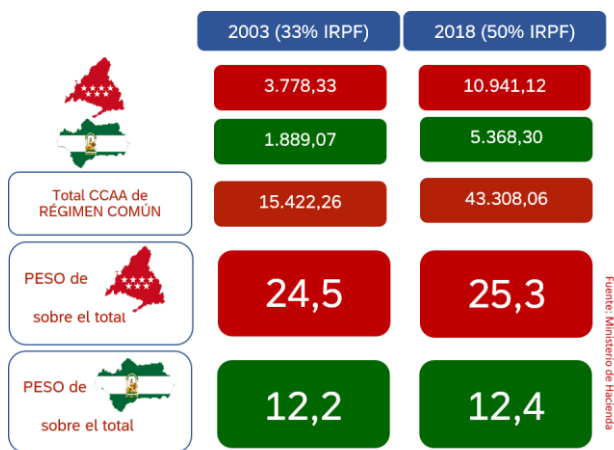 2003 (33% IRPF)
2018 (50% IRPF)
3.778,33
10.941,12
1.889,07
5.368,30
Total CCAA de
RÉGIMEN COMÚN
15.422,26
43.308,06
PESO de
sobre el total
24,5
25,3
PESO de
sobre el total
12,2
12,4
Fuente: Ministerio de Hacienda